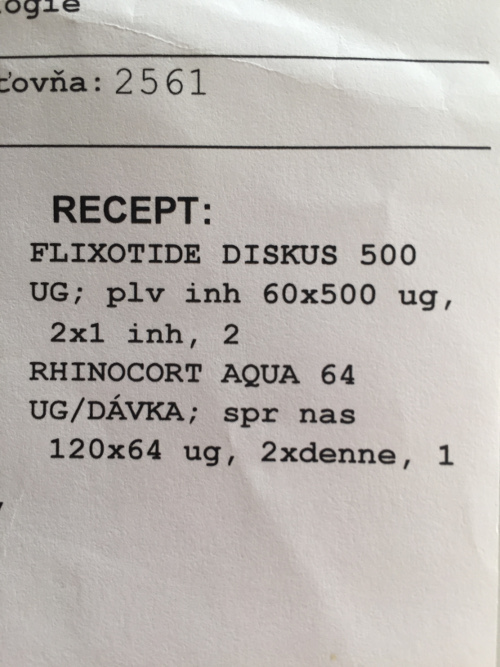 ogie
ťovňa: 2561
RECEPT:
FLIXOTIDE DISKUS 500
UG; plv inh 60x500 ug,
2x1 inh, 2
RHINOCORT AQUA 64
UG/DÁVKA; spr nas
120x64 ug, 2xdenne, 1